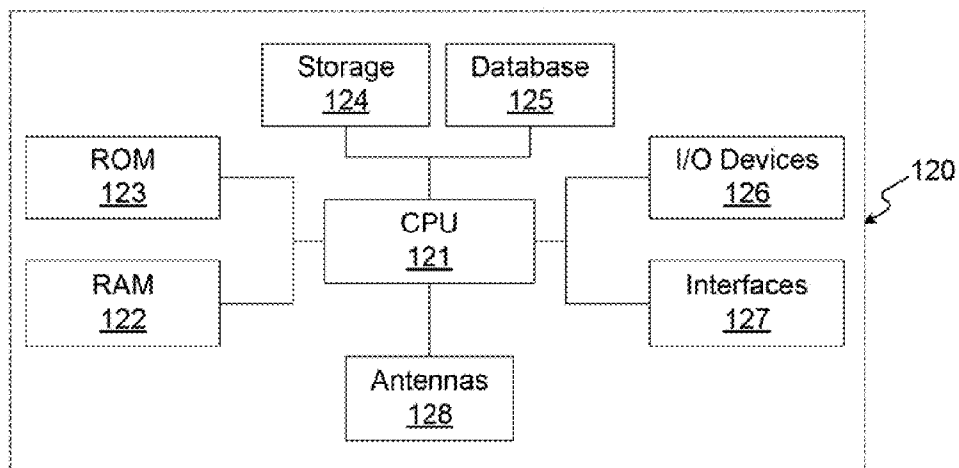 Storage
124
Database
125
ROM
123
I/O Devices
126
120
CPU
121
RAM
122
Interfaces
127
Antennas
128